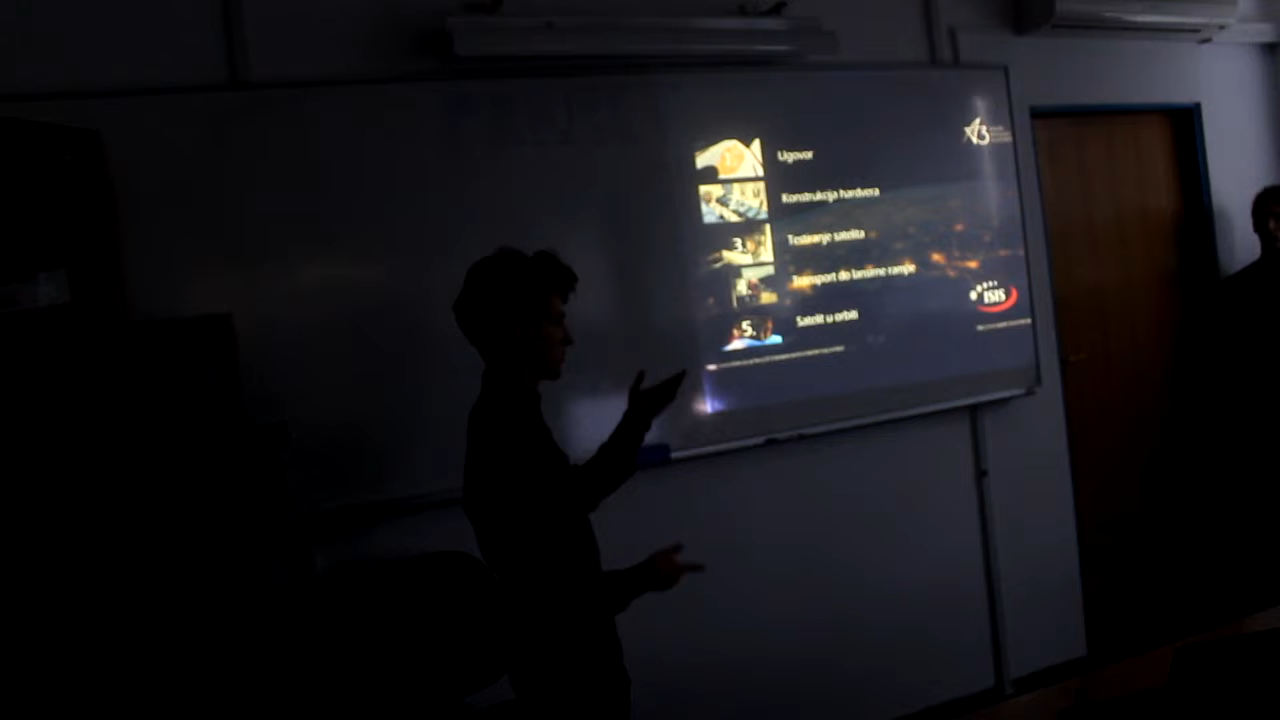 Ugovor
Konstrukcija hardvera
3.
Testiranje satelita
Transport do lansirne rampe
5.
Satelit u orbiti
ISIS